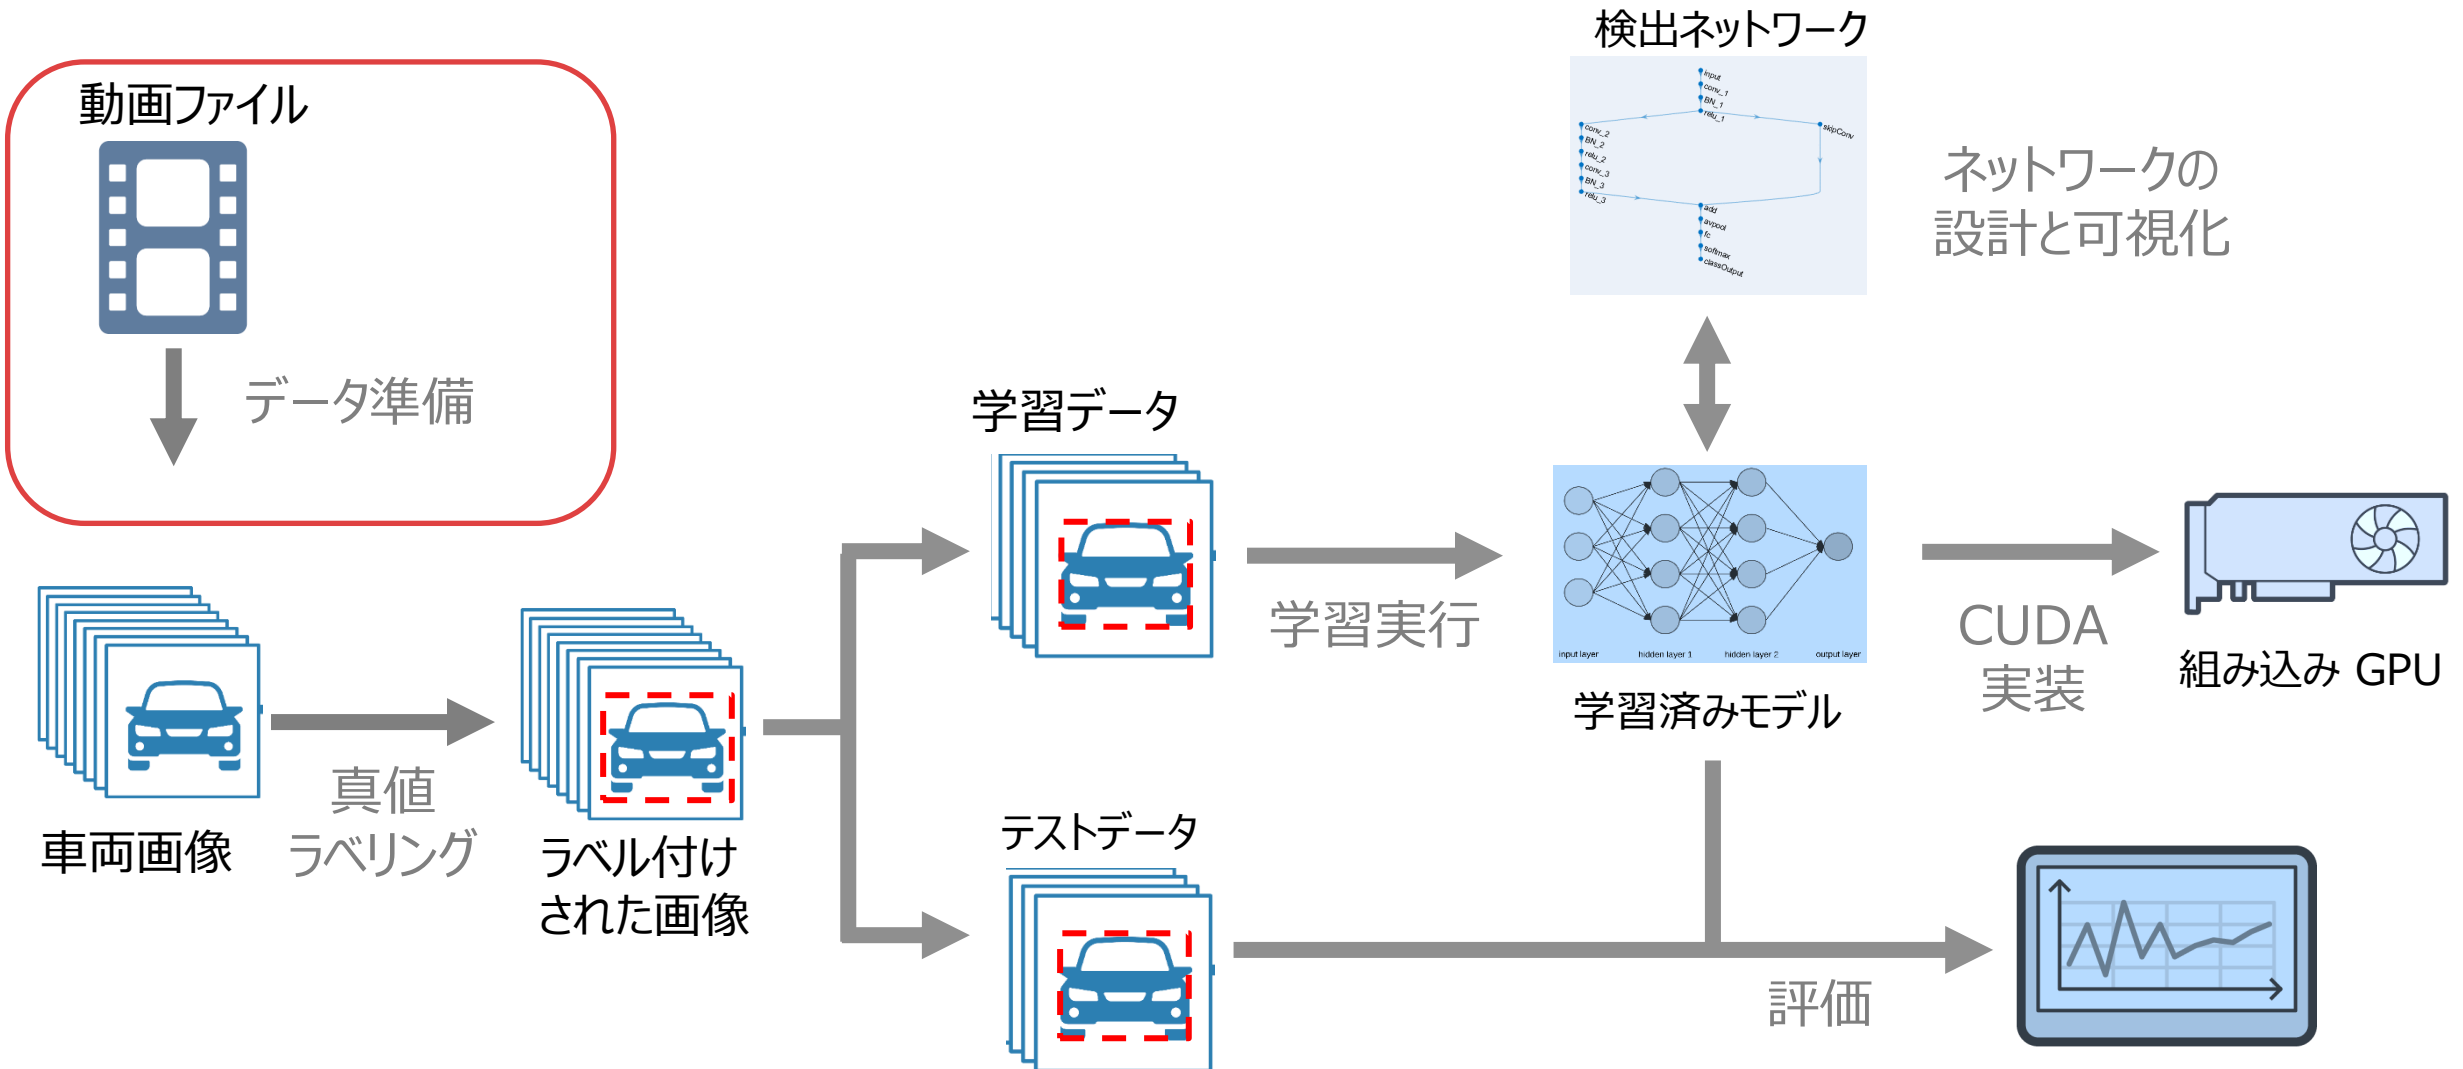 検出ネットワーク
input
conv_1
BN_1
relu_1
conv_2
BN_2
relu_2
conv_3
BN_3
relu_3
skipConv
add
avpool
fc
softmax
classOutput
ネットワークの
設計と可視化
動画ファイル
データ準備
学習データ
学習実行
input layer
hidden layer 1
hidden layer 2
output layer
学習済みモデル
CUDA
実装
組み込み GPU
車両画像
真値
ラベリング
ラベル付け
された画像
テストデータ
評価